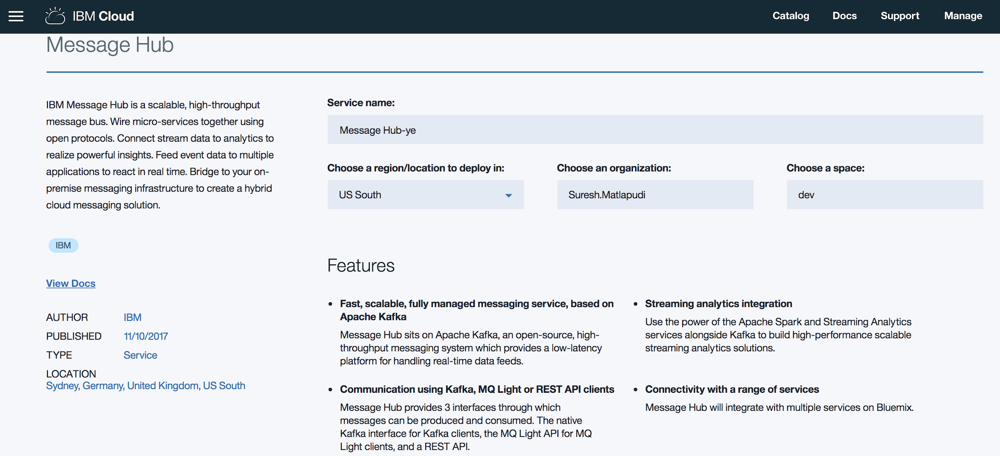 IBM Cloud
Catalog
Docs
Support
Manage
Message Hub
IBM Message Hub is a scalable, high-throughput
message bus. Wire micro-services together using
open protocols. Connect stream data to analytics to
realize powerful insights. Feed event data to multiple
applications to react in real time. Bridge to your on-
premise messaging infrastructure to create a hybrid
cloud messaging solution.
IBM
View Docs
AUTHOR IBM
PUBLISHED 11/10/2017
TYPE Service
LOCATION
Sydney, Germany, United Kingdom, US South
Service name:
Message Hub-ye
Choose a region/location to deploy in:
US South
Choose an organization:
Suresh.Matlapudi
Choose a space:
dev
Features
• Fast, scalable, fully managed messaging service, based on
Apache Kafka
Message Hub sits on Apache Kafka, an open-source, high-
throughput messaging system which provides a low-latency
platform for handling real-time data feeds.
• Streaming analytics integration
Use the power of the Apache Spark and Streaming Analytics
services alongside Kafka to build high-performance scalable
streaming analytics solutions.
• Communication using Kafka, MQ Light or REST API clients
Message Hub provides 3 interfaces through which
messages can be produced and consumed. The native
Kafka interface for Kafka clients, the MQ Light API for MQ
Light clients, and a REST API.
• Connectivity with a range of services
Message Hub will integrate with multiple services on Bluemix.